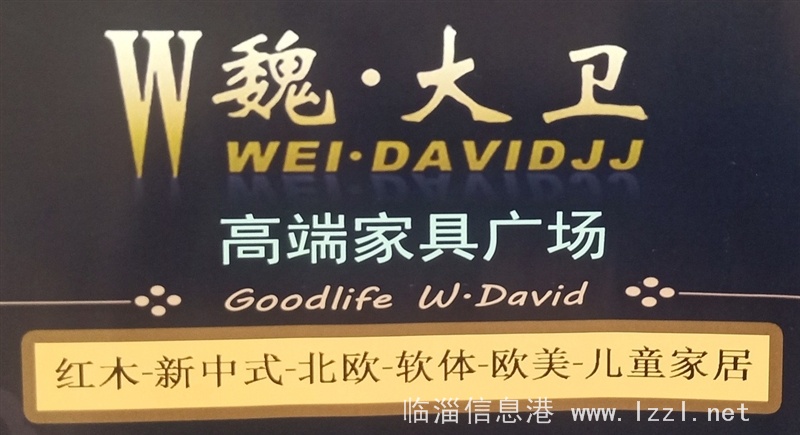 W 魏·大卫
WEI·DAVIDJJ
高端家具广场
Goodlife W·David
红木-新中式-北欧-软体-欧美-儿童家居
临淄信息港 www.lzzl.net